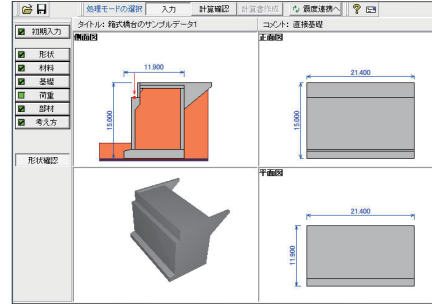 処理モードの選択 入力 計算確認 計算書作成 震度連携へ ?
初期入力
形状
材料
基礎
荷重
部材
考え方
形状確認
タイトル: 箱式橋台のサンプルデータ1
コメント: 直接基礎
側面図
11.900
15.000
正面図
21.400
15.000
平面図
21.400
11.900